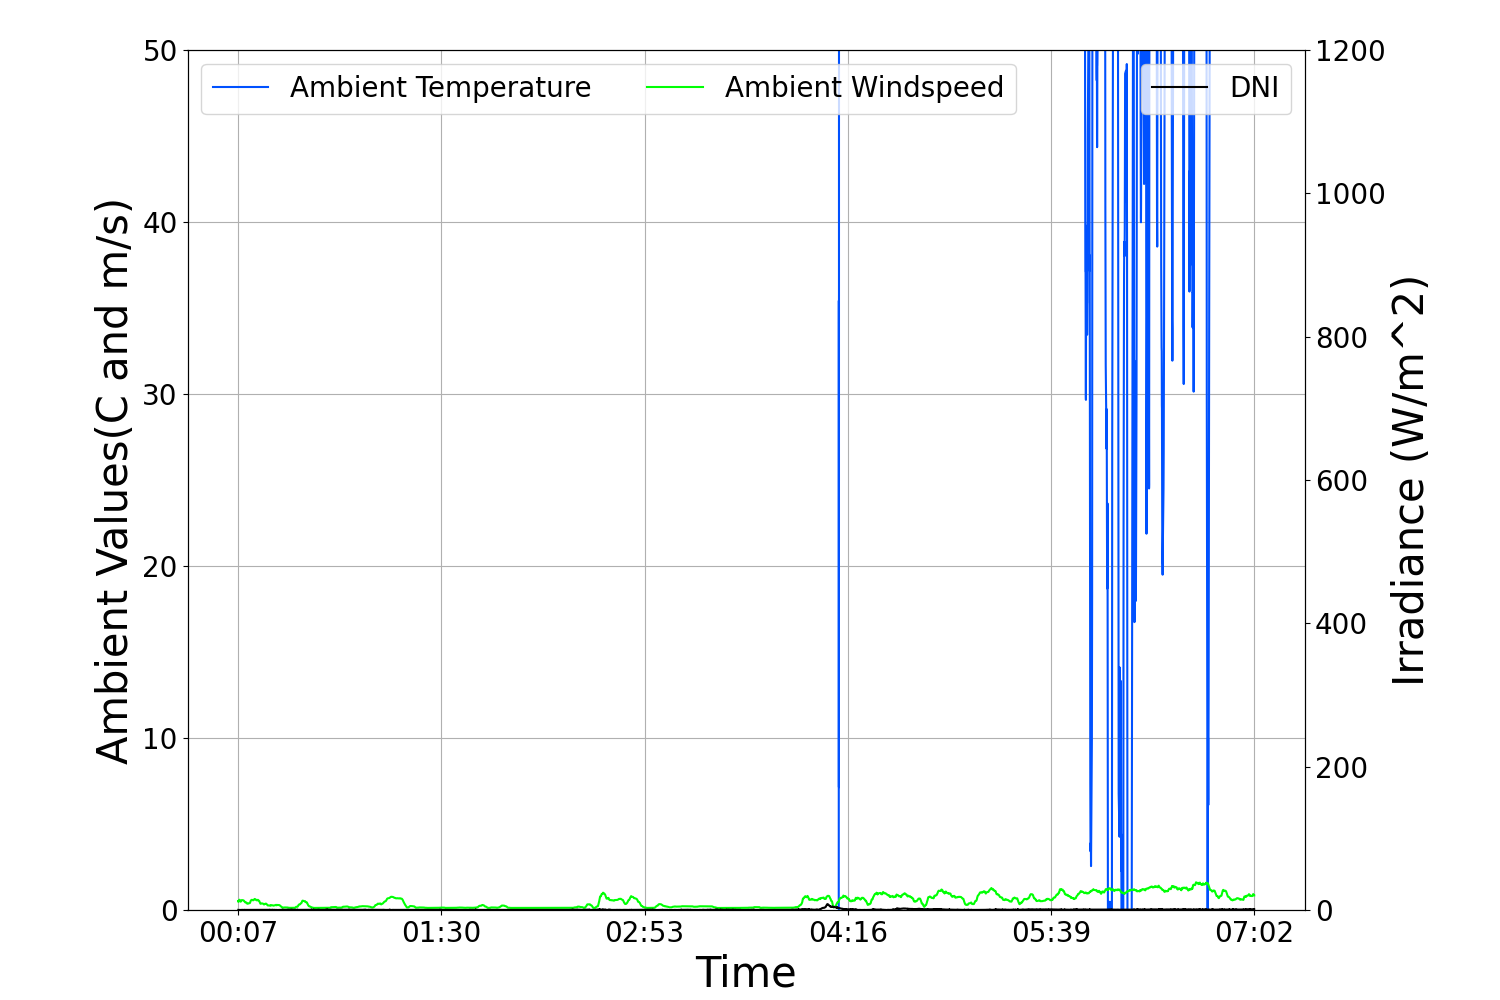 Ambient Temperature
Ambient Windspeed
DNI
Ambient Values(C and m/s)
50
40
30
20
10
0
1200
1000
800
600
400
200
0
Irradiance (W/m^2)
00:07 01:30 02:53 04:16 05:39 07:02
Time